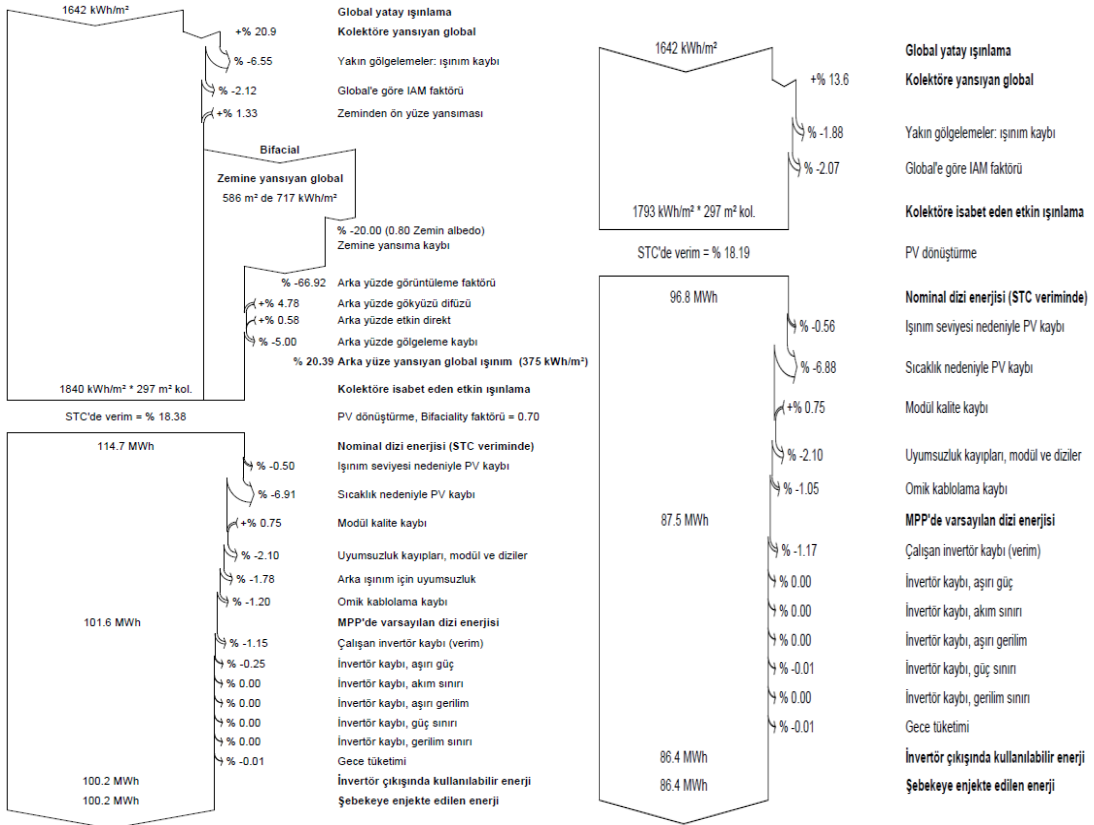 1642 kWh/m² Global yatay ışınlama
+% 20.9 Kolektöre yansıyan global
% -6.55 Yakın gölgelemeler: ışınım kaybı
% -2.12 Global'e göre IAM faktörü
+% 1.33 Zeminden ön yüze yansıması
Bifacial
Zemine yansıyan global
586 m² de 717 kWh/m²
% -20.00 (0.80 Zemin albedo)
Zemine yansıma kaybı
% -66.92 Arka yüzde görüntüleme faktörü
+% 4.78 Arka yüzde gökyüzü difüzü
+% 0.58 Arka yüzde etkin direkt
% -5.00 Arka yüzde gölgeleme kaybı
% 20.39 Arka yüze yansıyan global ışınım (375 kWh/m²)
1840 kWh/m² * 297 m² kol. Kolektöre isabet eden etkin ışınlama
STC'de verim = % 18.38 PV dönüştürme, Bifaciality faktörü = 0.70
114.7 MWh Nominal dizi enerjisi (STC veriminde)
% -0.50 Işınım seviyesi nedeniyle PV kaybı
% -6.91 Sıcaklık nedeniyle PV kaybı
+% 0.75 Modül kalite kaybı
% -2.10 Uyumsuzluk kayıpları, modül ve diziler
% -1.78 Arka ışınım için uyumsuzluk
% -1.20 Omik kablolama kaybı
101.6 MWh MPP'de varsayılan dizi enerjisi
% -1.15 Çalışan invertör kaybı (verim)
% -0.25 İnvertör kaybı, aşırı güç
% 0.00 İnvertör kaybı, akım sınırı
% 0.00 İnvertör kaybı, aşırı gerilim
% 0.00 İnvertör kaybı, güç sınırı
% 0.00 İnvertör kaybı, gerilim sınırı
% -0.01 Gece tüketimi
100.2 MWh İnvertör çıkışında kullanılabilir enerji
100.2 MWh Şebekeye enjekte edilen enerji
1642 kWh/m² Global yatay ışınlama
+% 13.6 Kolektöre yansıyan global
% -1.88 Yakın gölgelemeler: ışınım kaybı
% -2.07 Global'e göre IAM faktörü
1793 kWh/m² * 297 m² kol. Kolektöre isabet eden etkin ışınlama
STC'de verim = % 18.19 PV dönüştürme
96.8 MWh Nominal dizi enerjisi (STC veriminde)
% -0.56 Işınım seviyesi nedeniyle PV kaybı
% -6.88 Sıcaklık nedeniyle PV kaybı
+% 0.75 Modül kalite kaybı
% -2.10 Uyumsuzluk kayıpları, modül ve diziler
% -1.05 Omik kablolama kaybı
87.5 MWh MPP'de varsayılan dizi enerjisi
% -1.17 Çalışan invertör kaybı (verim)
% 0.00 İnvertör kaybı, aşırı güç
% 0.00 İnvertör kaybı, akım sınırı
% 0.00 İnvertör kaybı, aşırı gerilim
% -0.01 İnvertör kaybı, güç sınırı
% 0.00 İnvertör kaybı, gerilim sınırı
% -0.01 Gece tüketimi
86.4 MWh İnvertör çıkışında kullanılabilir enerji
86.4 MWh Şebekeye enjekte edilen enerji